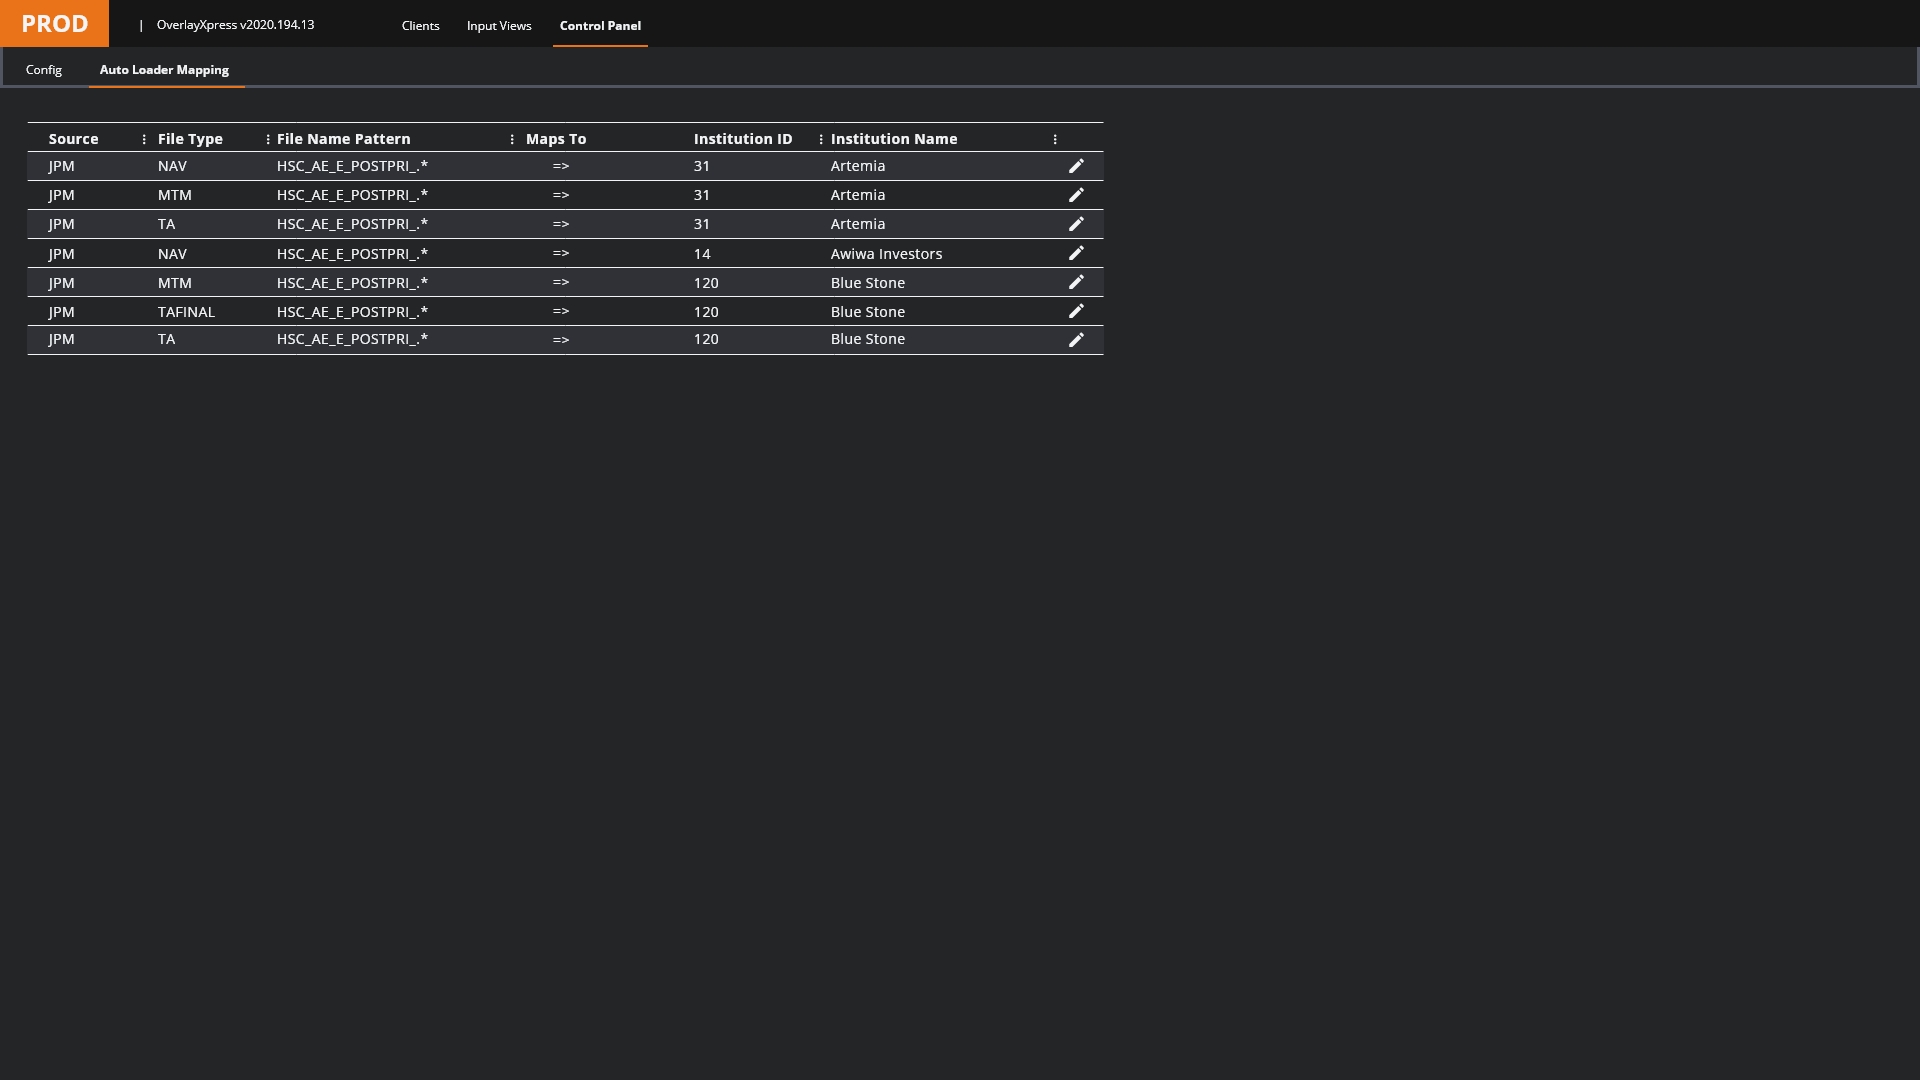 PROD | OverlayXpress v2020.194.13 Clients Input Views Control Panel
Config Auto Loader Mapping
Source File Type File Name Pattern Maps To Institution ID Institution Name
JPM NAV HSC_AE_E_POSTPRI_.* => 31 Artemia
JPM MTM HSC_AE_E_POSTPRI_.* => 31 Artemia
JPM TA HSC_AE_E_POSTPRI_.* => 31 Artemia
JPM NAV HSC_AE_E_POSTPRI_.* => 14 Awiwa Investors
JPM MTM HSC_AE_E_POSTPRI_.* => 120 Blue Stone
JPM TAFINAL HSC_AE_E_POSTPRI_.* => 120 Blue Stone
JPM TA HSC_AE_E_POSTPRI_.* => 120 Blue Stone